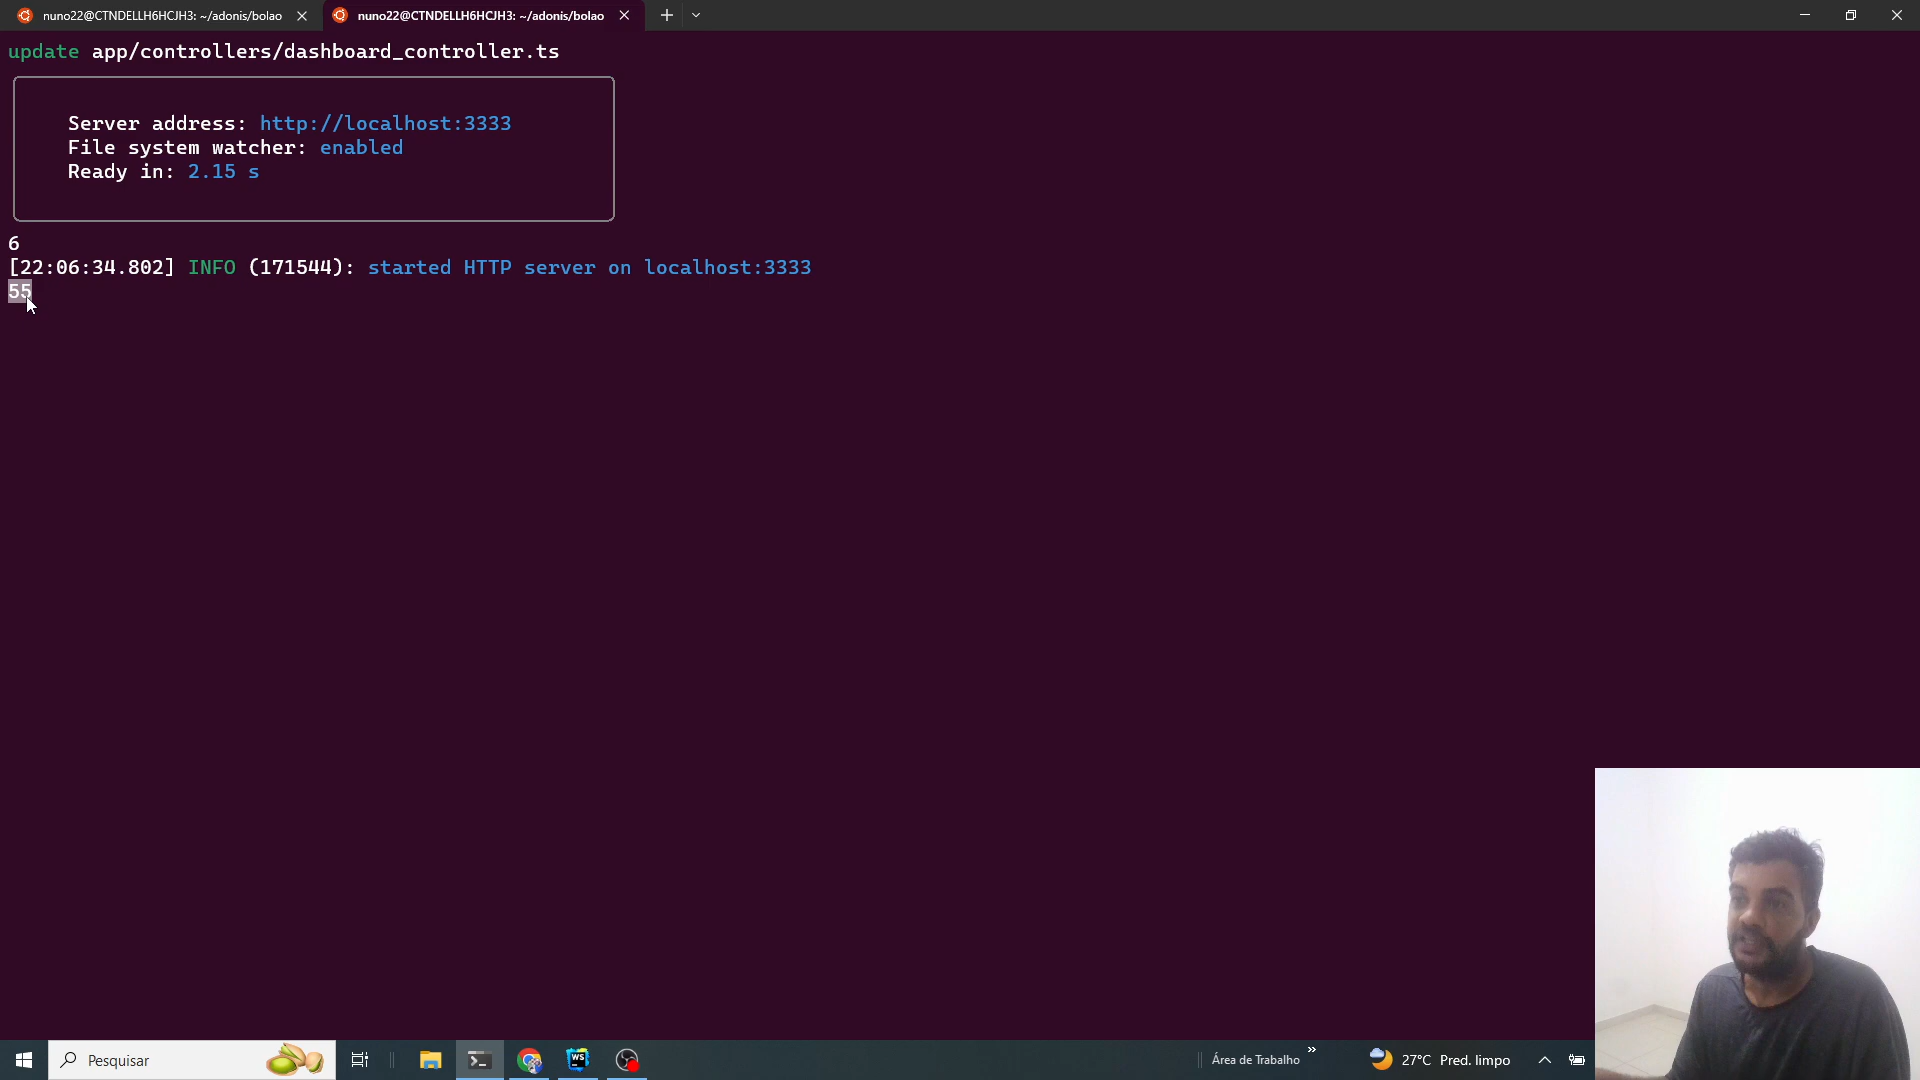 nuno22@CTNDELLH6HCJH3: ~/adonis/bolao
nuno22@CTNDELLH6HCJH3: ~/adonis/bolao
update app/controllers/dashboard_controller.ts
Server address: http://localhost:3333
File system watcher: enabled
Ready in: 2.15 s
6
[22:06:34.802] INFO (171544): started HTTP server on localhost:3333
55
Pesquisar
WS
Área de Trabalho
27°C Pred. limpo